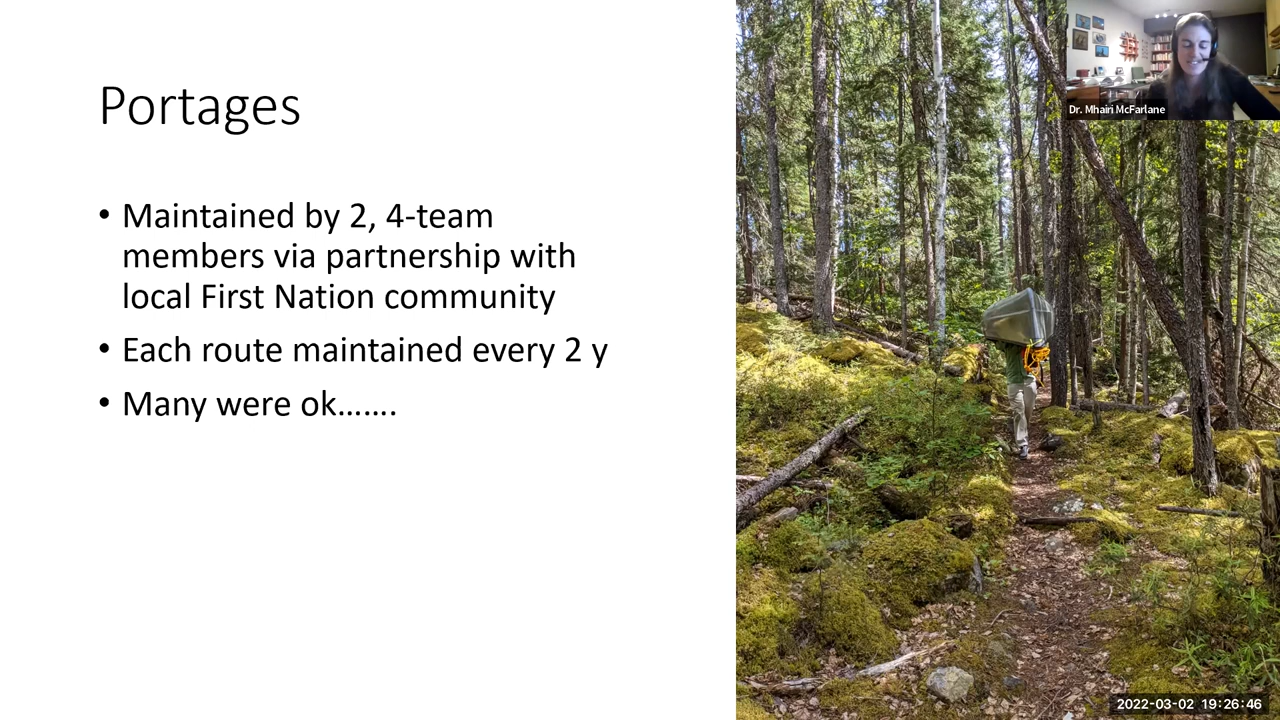 Portages
• Maintained by 2, 4-team
members via partnership with
local First Nation community
• Each route maintained every 2 y
• Many were ok…….
Dr. Mhairi McFarlane
2022-03-02 19:26:46